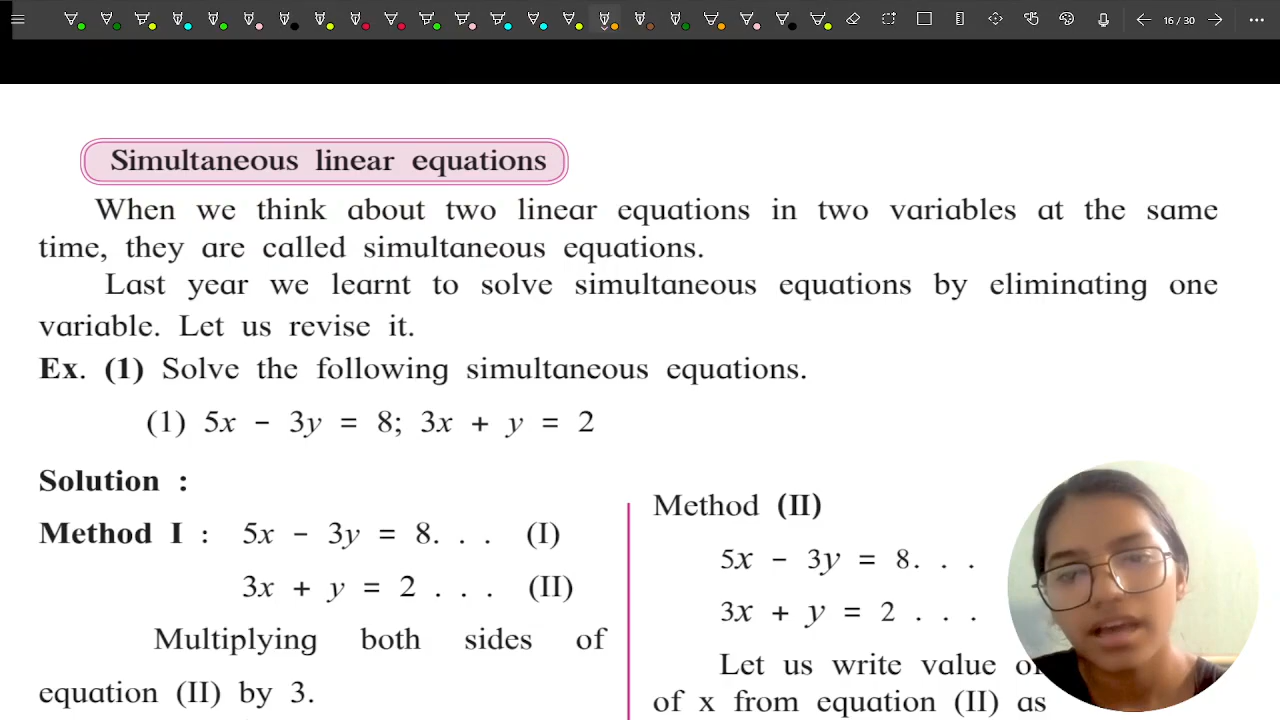 16/30
Simultaneous linear equations
When we think about two linear equations in two variables at the same
time, they are called simultaneous equations.
Last year we learnt to solve simultaneous equations by eliminating one
variable. Let us revise it.
Ex. (1) Solve the following simultaneous equations.
(1) 5x − 3y = 8; 3x + y = 2
Solution :
Method I : 5x − 3y = 8. . . (I)
3x + y = 2 . . . (II)
Multiplying both sides of
equation (II) by 3.
Method (II)
5x − 3y = 8. . .
3x + y = 2 . . .
Let us write value
of x from equation (II) as